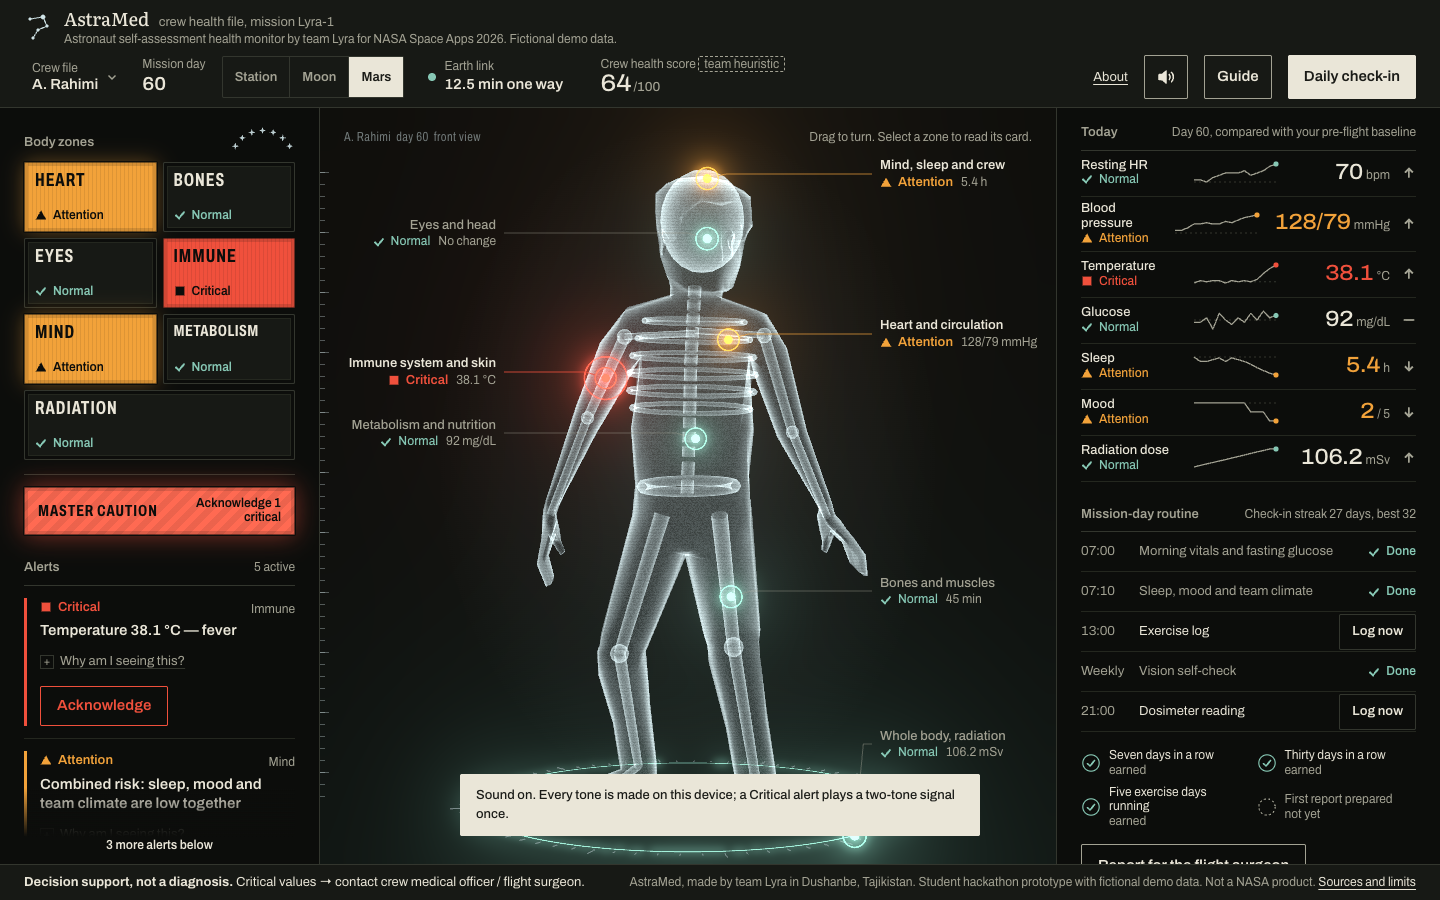 AstraMed crew health file, mission Lyra-1
Astronaut self-assessment health monitor by team Lyra for NASA Space Apps 2026. Fictional demo data.
Crew file
A. Rahimi
Mission day
60
Station
Moon
Mars
Earth link
12.5 min one way
Crew health score team heuristic
64/100
About
Guide
Daily check-in
Body zones
HEART
Attention
BONES
Normal
EYES
Normal
IMMUNE
Critical
MIND
Attention
METABOLISM
Normal
RADIATION
Normal
MASTER CAUTION
Acknowledge 1
critical
Alerts
5 active
Critical
Immune
Temperature 38.1 °C — fever
Why am I seeing this?
Acknowledge
Attention
Mind
Combined risk: sleep, mood and
team climate are low together
Why am I seeing this?
3 more alerts below
A. Rahimi day 60 front view
Drag to turn. Select a zone to read its card.
Mind, sleep and crew
Attention 5.4 h
Eyes and head
Normal No change
Heart and circulation
Attention 128/79 mmHg
Immune system and skin
Critical 38.1 °C
Metabolism and nutrition
Normal 92 mg/dL
Bones and muscles
Normal 45 min
Whole body, radiation
Normal 106.2 mSv
Sound on. Every tone is made on this device; a Critical alert plays a two-tone signal
once.
Today
Day 60, compared with your pre-flight baseline
Resting HR
Normal
70 bpm
Blood
pressure
Attention
128/79 mmHg
Temperature
Critical
38.1 °C
Glucose
Normal
92 mg/dL
Sleep
Attention
5.4 h
Mood
Attention
2 / 5
Radiation dose
Normal
106.2 mSv
Mission-day routine
Check-in streak 27 days, best 32
07:00 Morning vitals and fasting glucose Done
07:10 Sleep, mood and team climate Done
13:00 Exercise log Log now
Weekly Vision self-check Done
21:00 Dosimeter reading Log now
Seven days in a row
earned
Thirty days in a row
earned
Five exercise days
running
earned
First report prepared
not yet
Report for the flight surgeon
Decision support, not a diagnosis. Critical values → contact crew medical officer / flight surgeon.
AstraMed, made by team Lyra in Dushanbe, Tajikistan. Student hackathon prototype with fictional demo data. Not a NASA product. Sources and limits